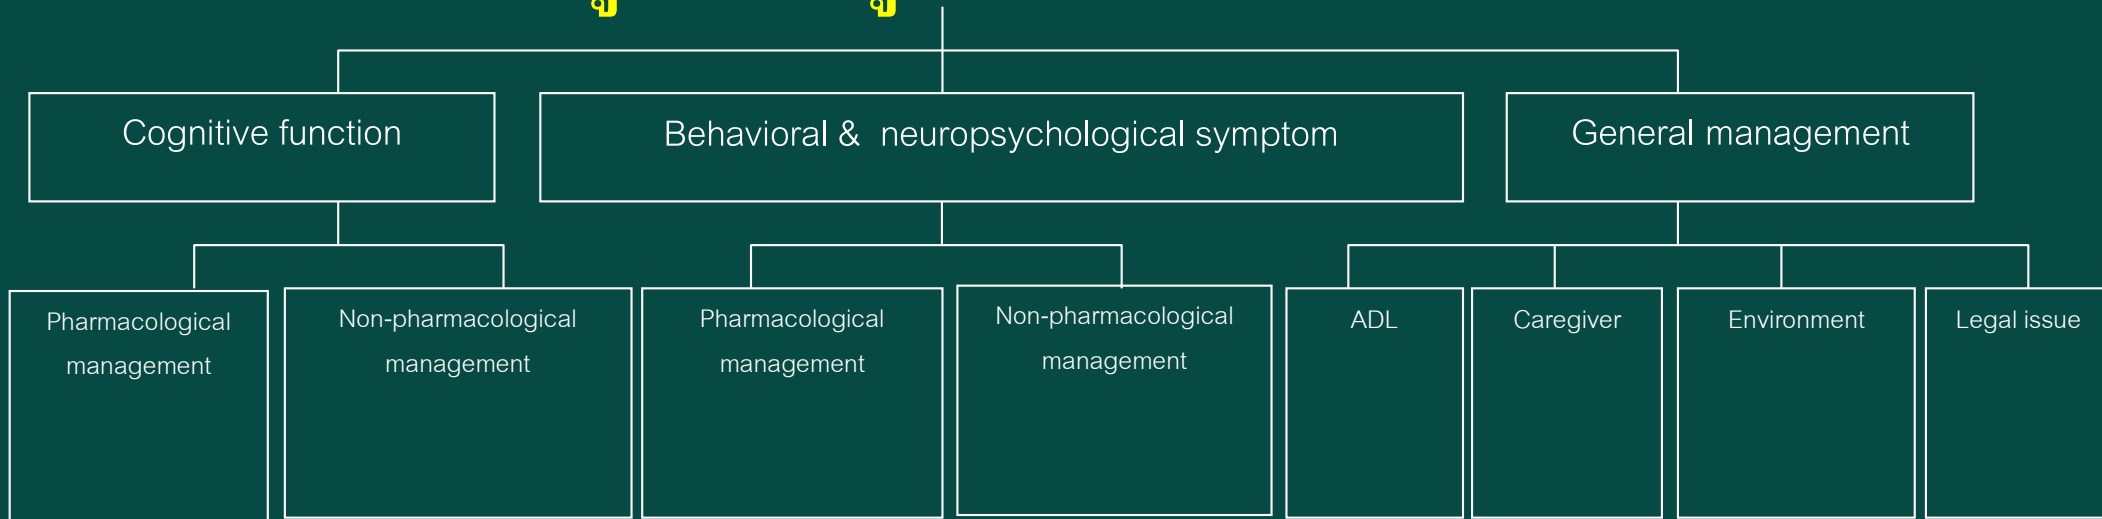 Cognitive function
Behavioral & neuropsychological symptom
General management
Pharmacological
management
Non-pharmacological
management
Pharmacological
management
Non-pharmacological
management
ADL
Caregiver
Environment
Legal issue